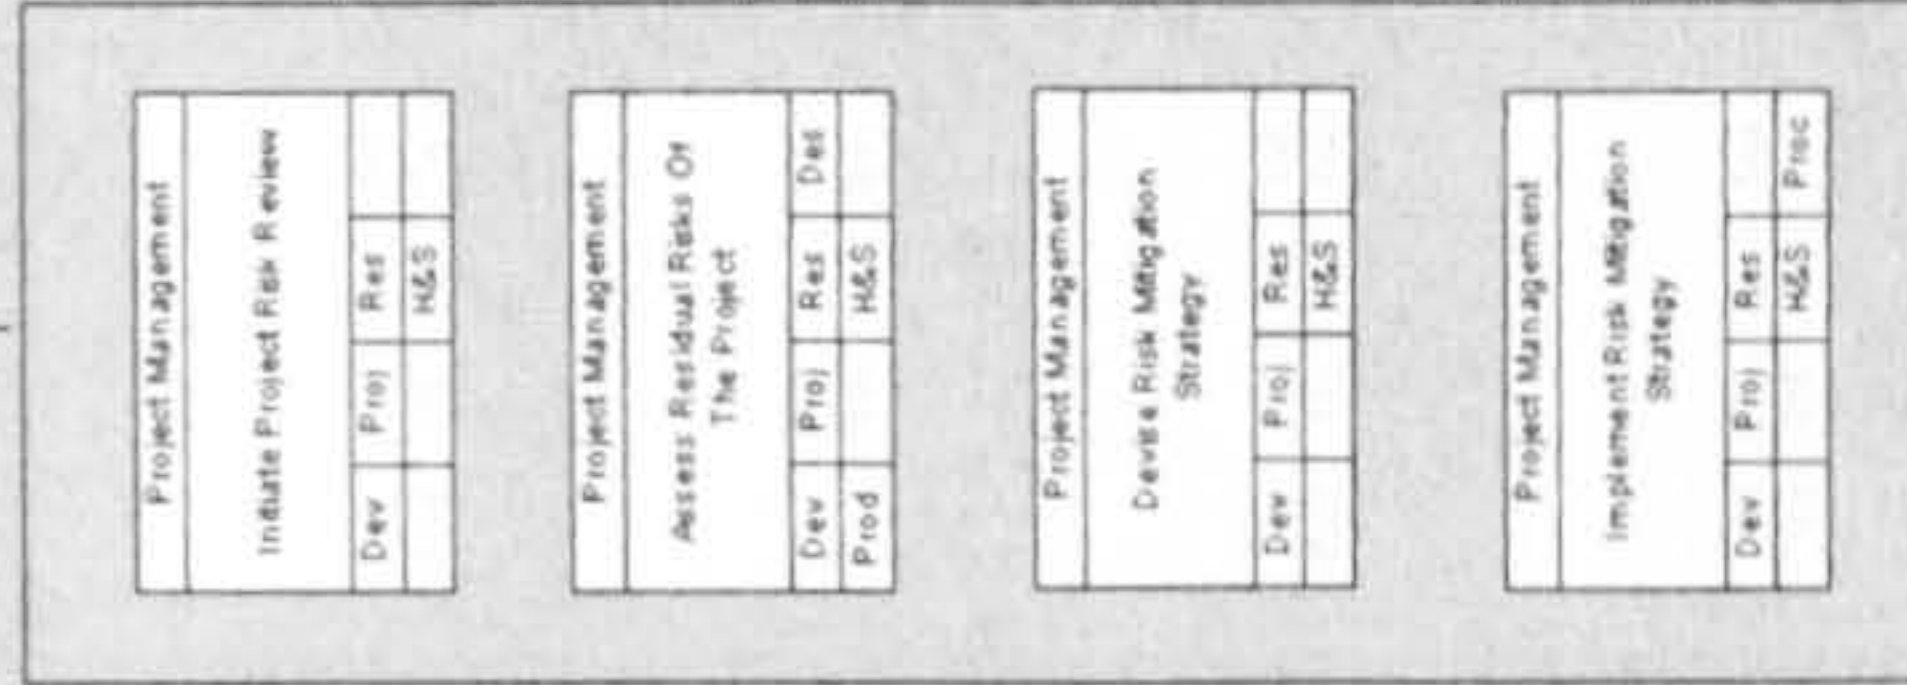 Project Management
Initiate Project Risk Review
Dev Proj Res
H&S
Project Management
Assess Residual Risks Of
The Project
Dev Proj Res Des
Prod H&S
Project Management
Devise Risk Mitigation
Strategy
Dev Proj Res
H&S
Project Management
Implement Risk Mitigation
Strategy
Dev Proj Res
H&S Proc